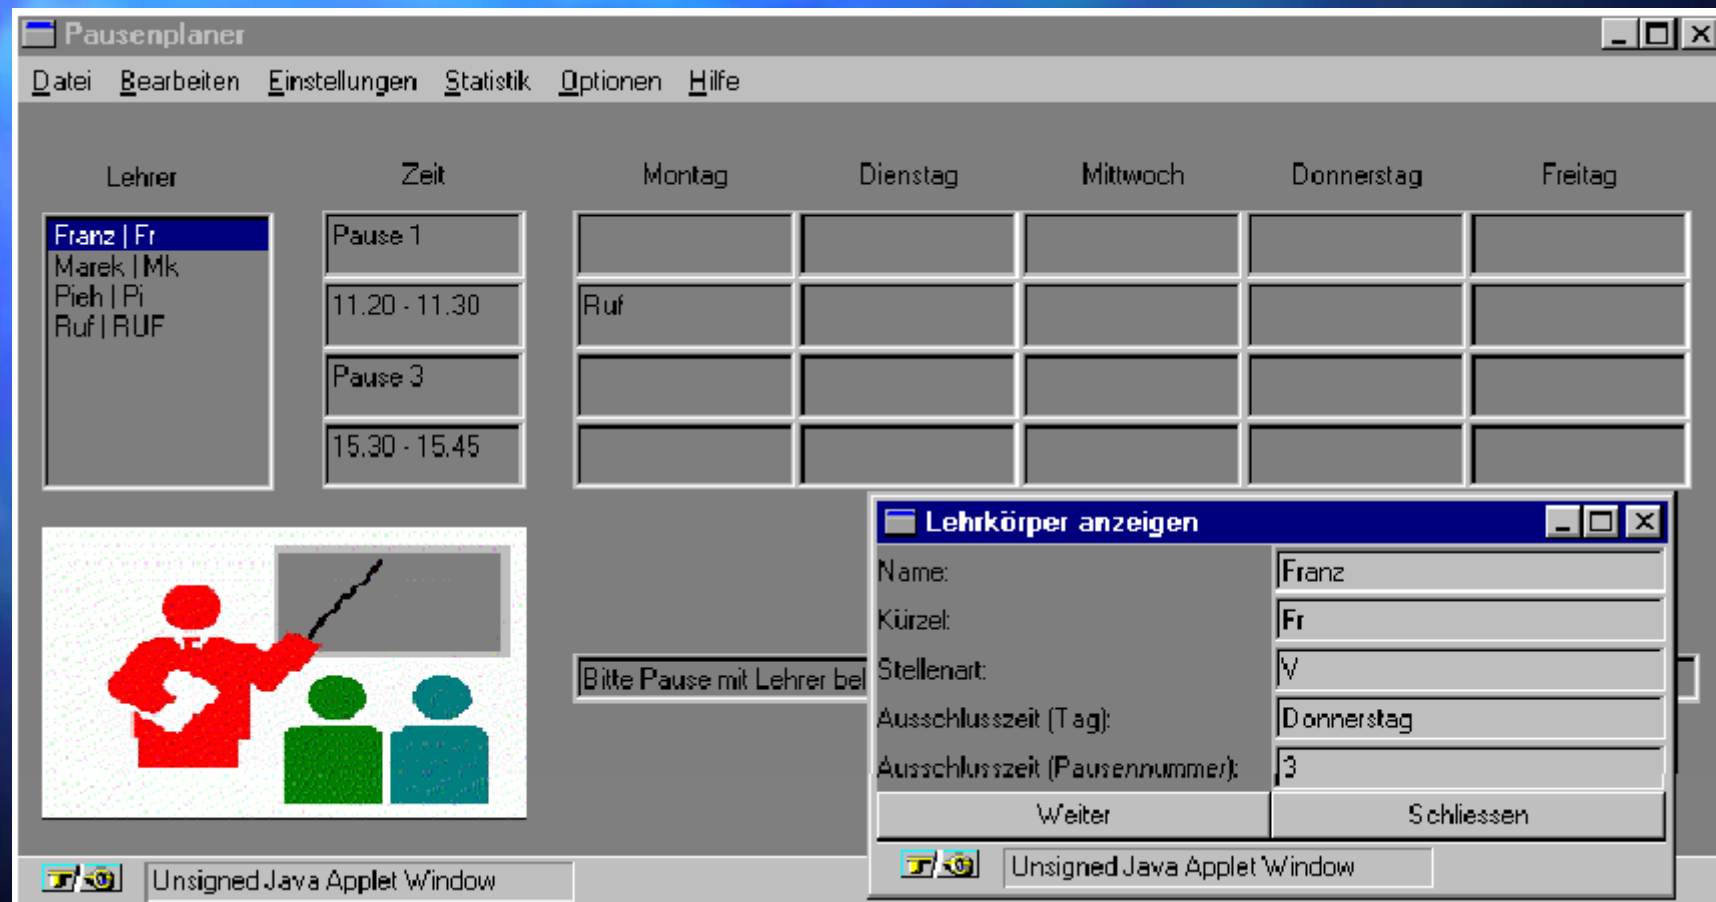 Pausenplaner
Datei Bearbeiten Einstellungen Statistik Optionen Hilfe
Lehrer Zeit Montag Dienstag Mittwoch Donnerstag Freitag
Franz | Fr
Marek | Mk
Pieh | Pi
Ruf | RUF
Pause 1
11.20 - 11.30 Ruf
Pause 3
15.30 - 15.45
Bitte Pause mit Lehrer bel
Lehrkörper anzeigen
Name: Franz
Kürzel: Fr
Stellenart: V
Ausschlusszeit (Tag): Donnerstag
Ausschlusszeit (Pausennummer): 3
Weiter Schliessen
Unsigned Java Applet Window
Unsigned Java Applet Window